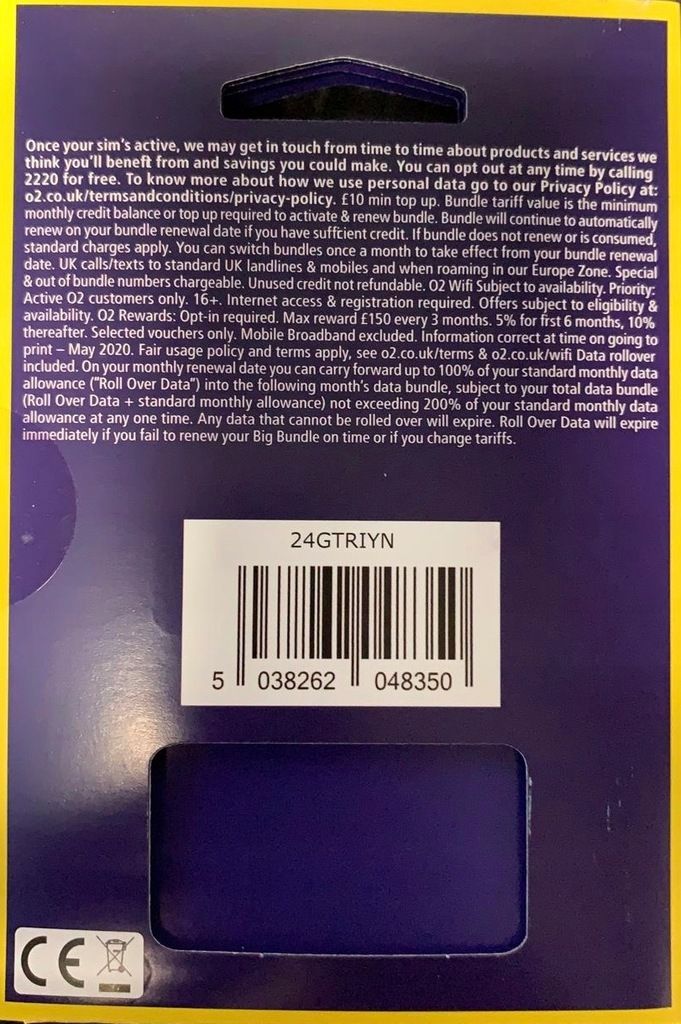 Once your sim's active, we may get in touch from time to time about products and services we
think you'll benefit from and savings you could make. You can opt out at any time by calling
2220 for free. To know more about how we use personal data go to our Privacy Policy at:
o2.co.uk/termsandconditions/privacy-policy. £10 min top up. Bundle tariff value is the minimum
monthly credit balance or top up required to activate & renew bundle. Bundle will continue to automatically
renew on your bundle renewal date if you have suffcient credit. If bundle does not renew or is consumed,
standard charges apply. You can switch bundles once a month to take effect from your bundle renewal
date. UK calls/texts to standard UK landlines & mobiles and when roaming in our Europe Zone. Special
& out of bundle numbers chargeable. Unused credit not refundable. O2 Wifi Subject to availability. Priority:
Active O2 customers only. 16+. Internet access & registration required. Offers subject to eligibility &
availability. O2 Rewards: Opt-in required. Max reward £150 every 3 months. 5% for frst 6 months, 10%
thereafter. Selected vouchers only. Mobile Broadband excluded. Information correct at time on going to
print – May 2020. Fair usage policy and terms apply, see o2.co.uk/terms & o2.co.uk/wifi Data rollover
included. On your monthly renewal date you can carry forward up to 100% of your standard monthly data
allowance ("Roll Over Data") into the following month's data bundle, subject to your total data bundle
(Roll Over Data + standard monthly allowance) not exceeding 200% of your standard monthly data
allowance at any one time. Any data that cannot be rolled over will expire. Roll Over Data will expire
immediately if you fail to renew your Big Bundle on time or if you change tariffs.
24GTRIYN
5 038262 048350
CE